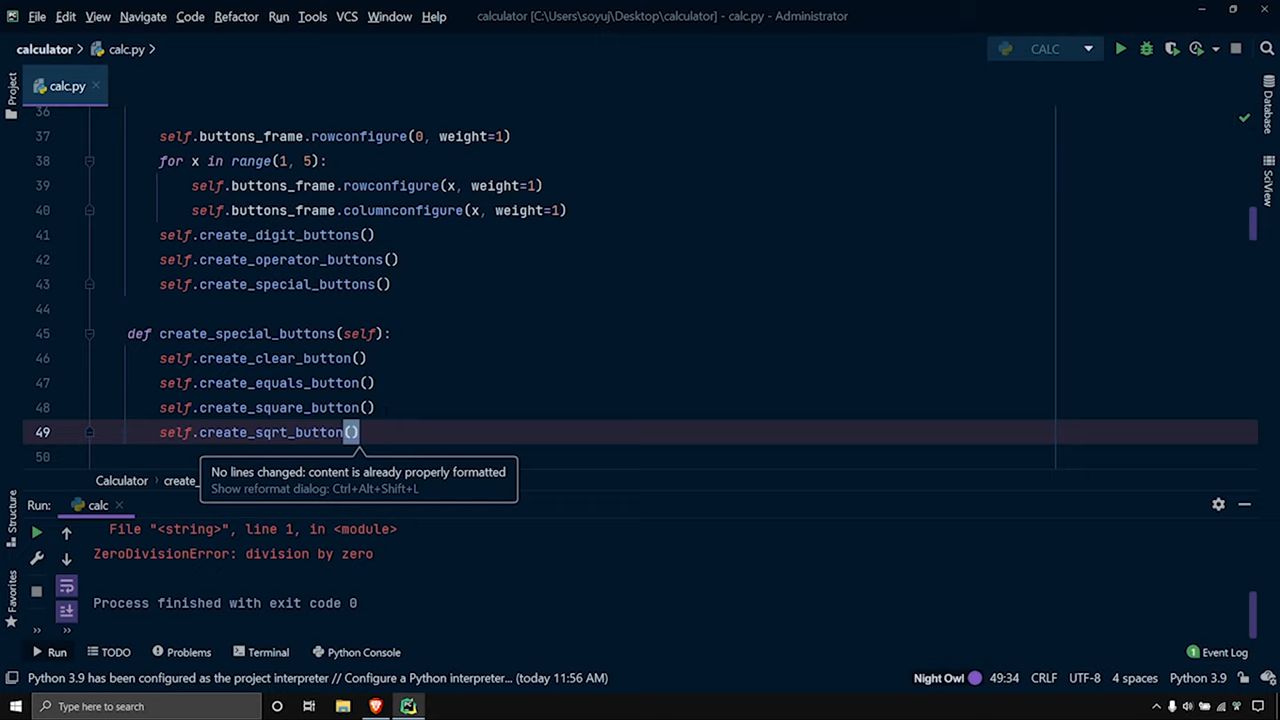 File Edit View Navigate Code Refactor Run Tools VCS Window Help calculator [C:\Users\soyuj\Desktop\calculator] - calc.py - Administrator
calculator calc.py CALC
Project
calc.py
Database
SciView
36
37 self.buttons_frame.rowconfigure(0, weight=1)
38 for x in range(1, 5):
39 self.buttons_frame.rowconfigure(x, weight=1)
40 self.buttons_frame.columnconfigure(x, weight=1)
41 self.create_digit_buttons()
42 self.create_operator_buttons()
43 self.create_special_buttons()
44
45 def create_special_buttons(self):
46 self.create_clear_button()
47 self.create_equals_button()
48 self.create_square_button()
49 self.create_sqrt_button()
50
No lines changed: content is already properly formatted
Show reformat dialog: Ctrl+Alt+Shift+L
Calculator create_
Structure
Favorites
Run: calc
File "<string>", line 1, in <module>
ZeroDivisionError: division by zero
Process finished with exit code 0
Run TODO Problems Terminal Python Console 1 Event Log
Python 3.9 has been configured as the project interpreter // Configure a Python interpreter... (today 11:56 AM) Night Owl 49:34 CRLF UTF-8 4 spaces Python 3.9
Type here to search